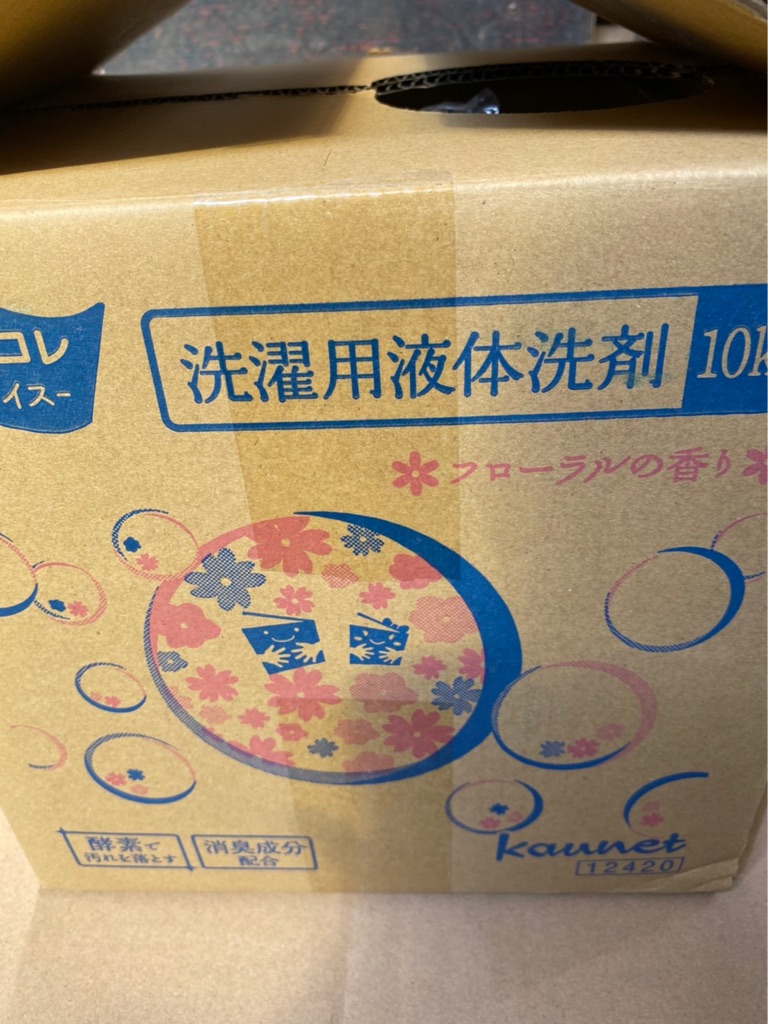 コレ
イスー
洗濯用液体洗剤 10k
フローラルの香り
酵素で
汚れを落とす
消臭成分
配合
kaunet
12420